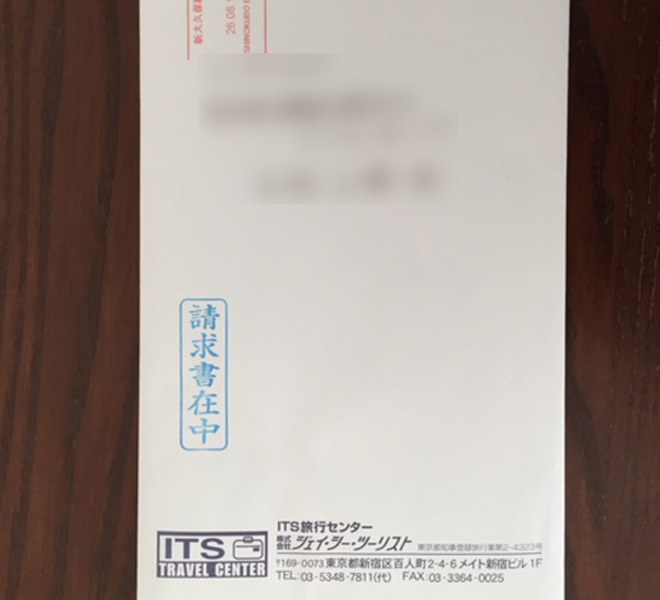 新大久保
26.08.1
請求書在中
ITS
TRAVEL CENTER
ITS旅行センター
株式会社 ジェイ・シー・ツーリスト 東京都知事登録旅行業第2-4323号
〒169-0073 東京都新宿区百人町2-4-6メイト新宿ビル1F
TEL:03-5348-7811(代) FAX:03-3364-0025